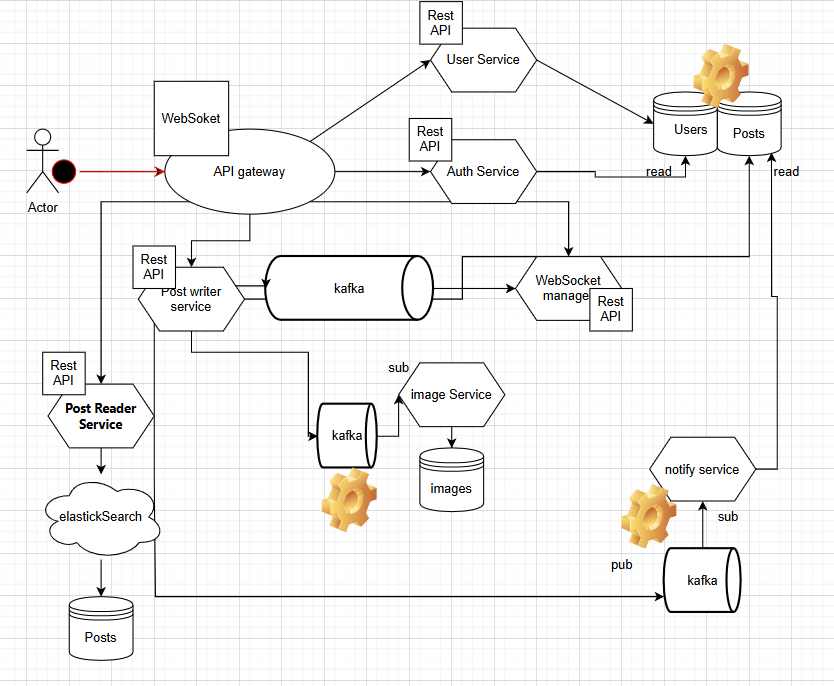 Rest
API
User Service
WebSoket
Users
Posts
Rest
API
API gateway
Auth Service
read
read
Actor
Rest
API
Post writer
service
kafka
WebSocket
manage
Rest
API
Rest
API
sub
image Service
Post Reader
Service
kafka
notify service
images
elastickSearch
sub
pub
kafka
Posts